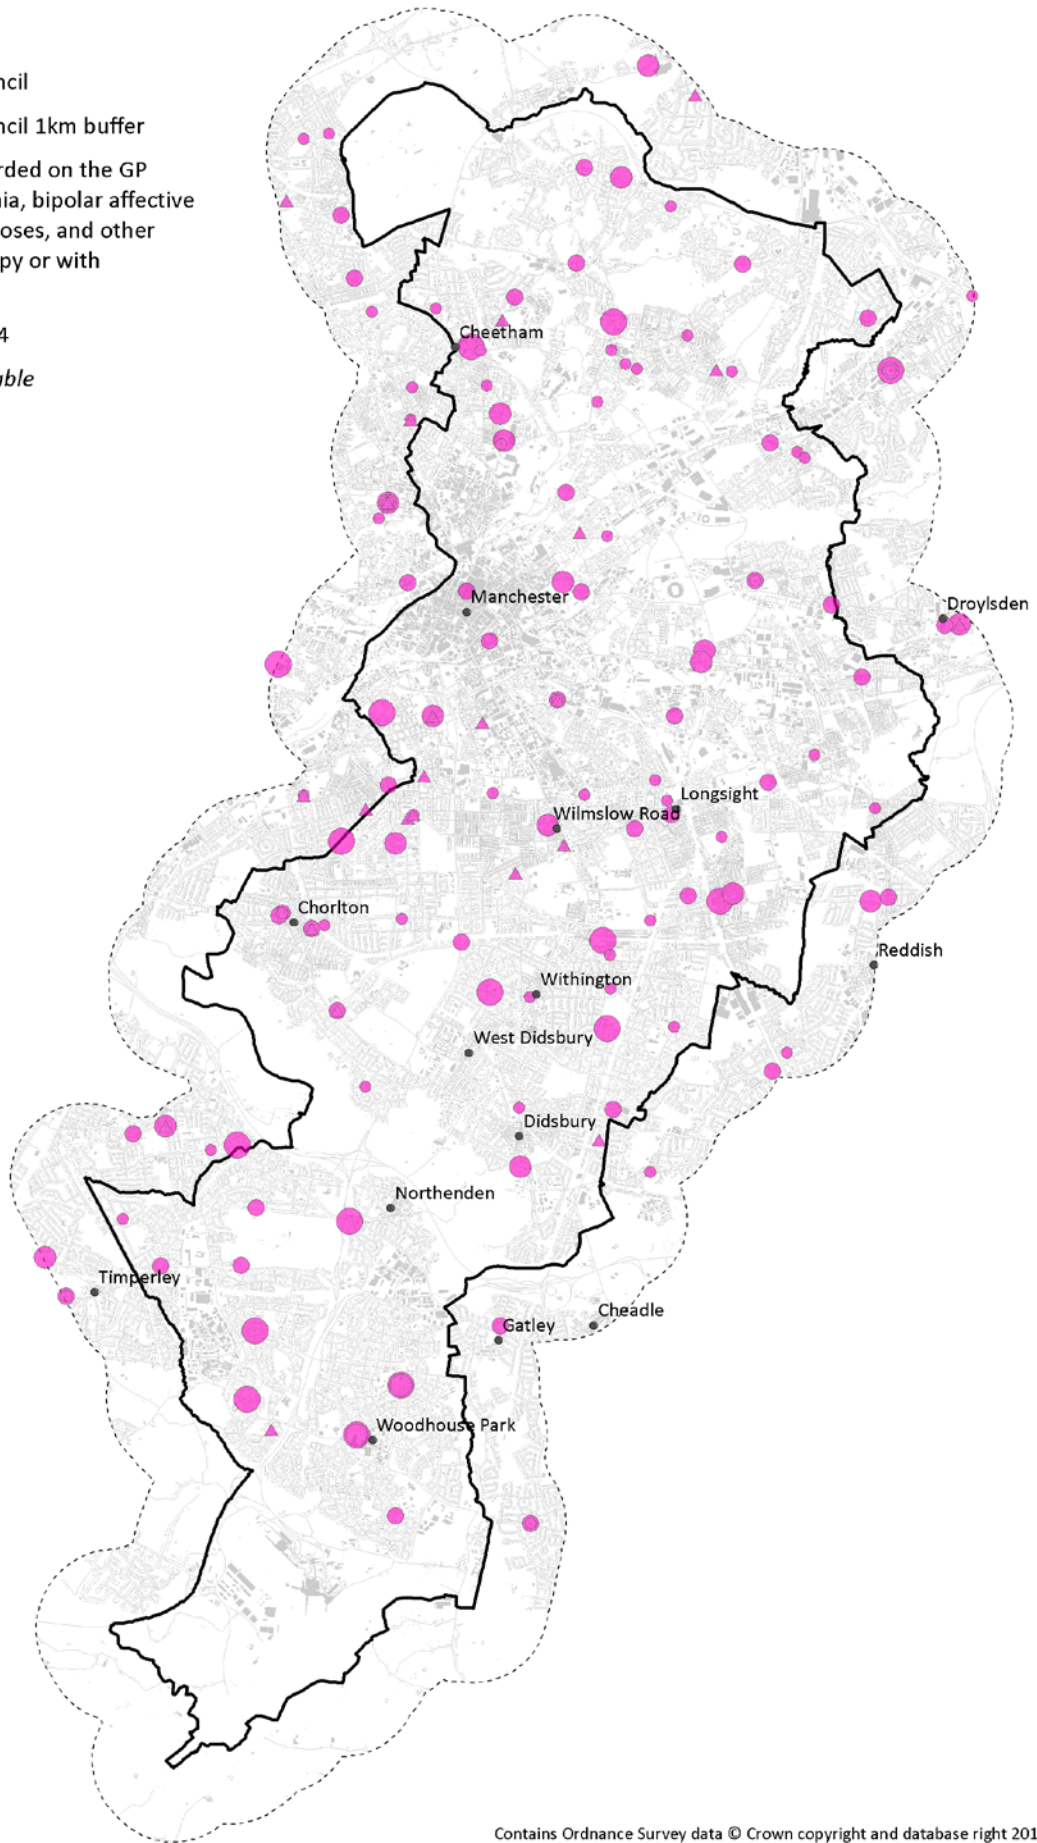 ncil
ncil 1km buffer
rded on the GP
nia, bipolar affective
oses, and other
py or with
4
able
Cheetham
Manchester
Droylsden
Longsight
Wilmslow Road
Chorlton
Reddish
Withington
West Didsbury
Didsbury
Northenden
Timperley
Cheadle
Gatley
Woodhouse Park
Contains Ordnance Survey data © Crown copyright and database right 201